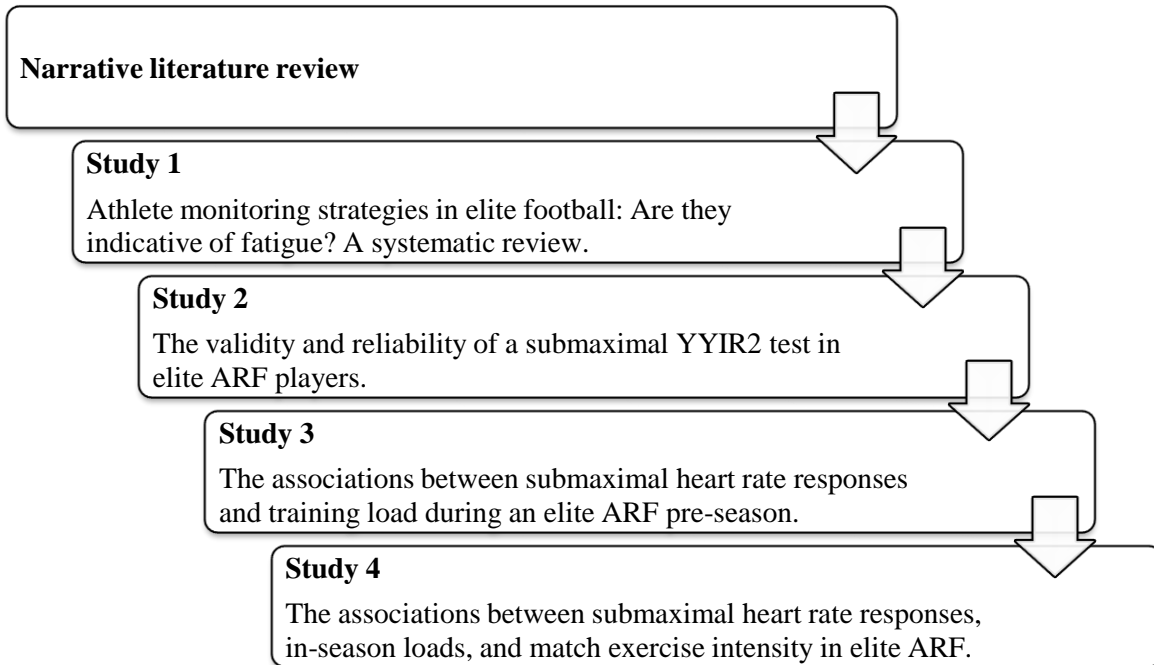 Narrative literature review
Study 1
Athlete monitoring strategies in elite football: Are they
indicative of fatigue? A systematic review.
Study 2
The validity and reliability of a submaximal YYIR2 test in
elite ARF players.
Study 3
The associations between submaximal heart rate responses
and training load during an elite ARF pre-season.
Study 4
The associations between submaximal heart rate responses,
in-season loads, and match exercise intensity in elite ARF.